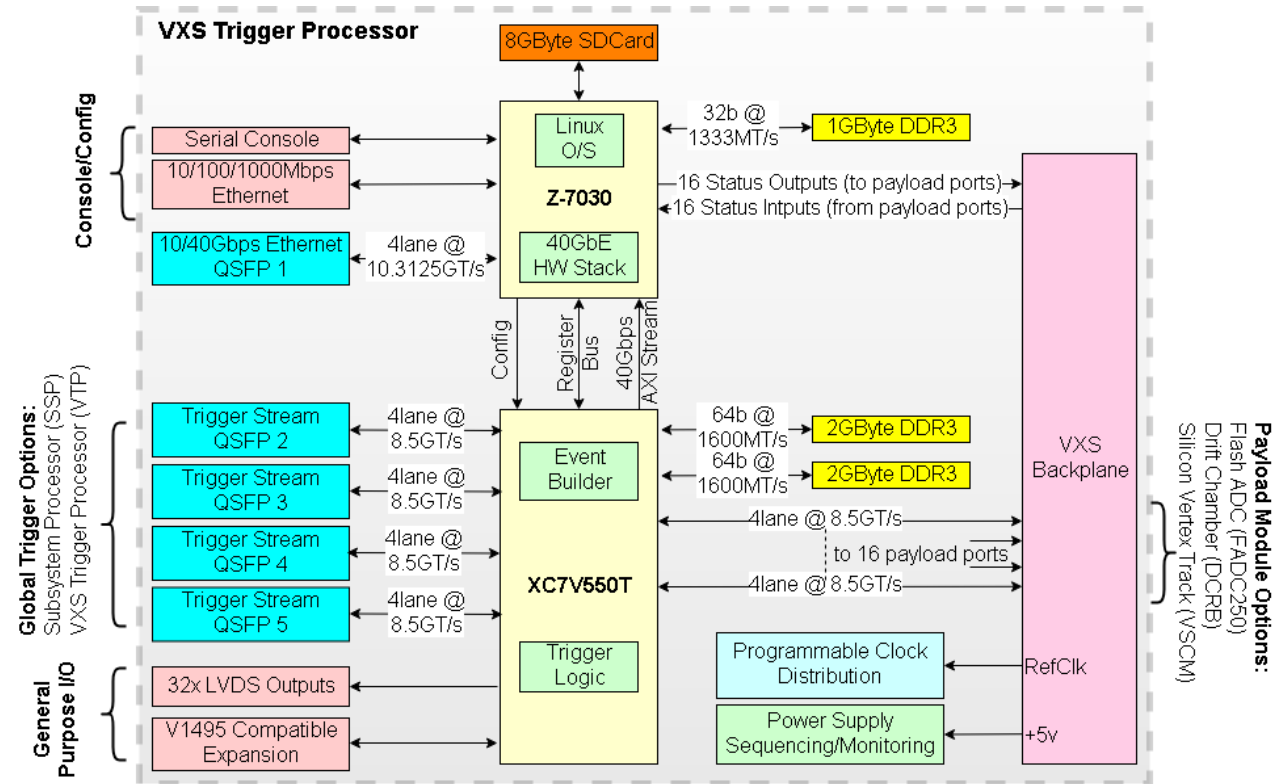 VXS Trigger Processor
8GByte SDCard
Console/Config
Serial Console
10/100/1000Mbps
Ethernet
10/40Gbps Ethernet
QSFP 1
4lane @
10.3125GT/s
Linux
O/S
Z-7030
40GbE
HW Stack
32b @
1333MT/s
1GByte DDR3
16 Status Outputs (to payload ports)
16 Status Intputs (from payload ports)
Config
Register
Bus
40Gbps
AXI Stream
Global Trigger Options:
Subsystem Processor (SSP)
VXS Trigger Processor (VTP)
Trigger Stream
QSFP 2
4lane @
8.5GT/s
Trigger Stream
QSFP 3
4lane @
8.5GT/s
Trigger Stream
QSFP 4
4lane @
8.5GT/s
Trigger Stream
QSFP 5
4lane @
8.5GT/s
Event
Builder
XC7V550T
Trigger
Logic
64b @
1600MT/s
2GByte DDR3
64b @
1600MT/s
2GByte DDR3
4lane @ 8.5GT/s
to 16 payload ports
4lane @ 8.5GT/s
VXS
Backplane
Payload Module Options:
Flash ADC (FADC250)
Drift Chamber (DCRB)
Silicon Vertex Track (VSCM)
General
Purpose I/O
32x LVDS Outputs
V1495 Compatible
Expansion
Programmable Clock
Distribution
RefClk
Power Supply
Sequencing/Monitoring
+5v